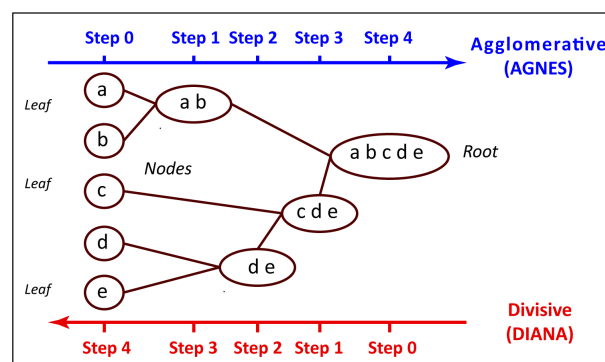 Step 0 Step 1 Step 2 Step 3 Step 4
Agglomerative
(AGNES)
Leaf
a
a b
b
a b c d e
Root
Nodes
Leaf
c
c d e
d
d e
Leaf
e
Divisive
(DIANA)
Step 4 Step 3 Step 2 Step 1 Step 0